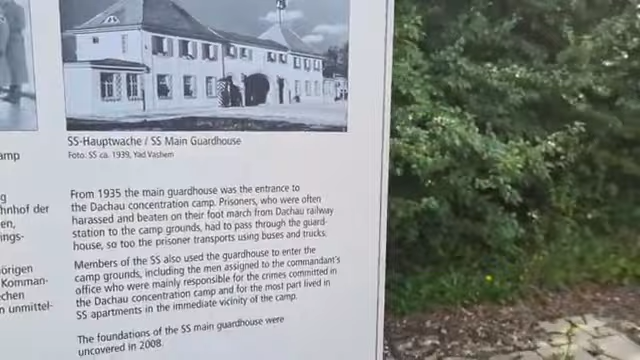 SS-Hauptwache / SS Main Guardhouse
Foto: SS ca. 1939, Yad Vashem
amp
From 1935 the main guardhouse was the entrance to
the Dachau concentration camp. Prisoners, who were often
harassed and beaten on their foot march from Dachau railway
station to the camp grounds, had to pass through the guard-
house, so too the prisoner transports using buses and trucks.
Members of the SS also used the guardhouse to enter the
camp grounds, including the men assigned to the commandant's
office who were mainly responsible for the crimes committed in
the Dachau concentration camp and for the most part lived in
SS apartments in the immediate vicinity of the camp.
The foundations of the SS main guardhouse were
uncovered in 2008.
g
hnhof der
en,
ings-
örigen
Komman-
chen
n unmittel-